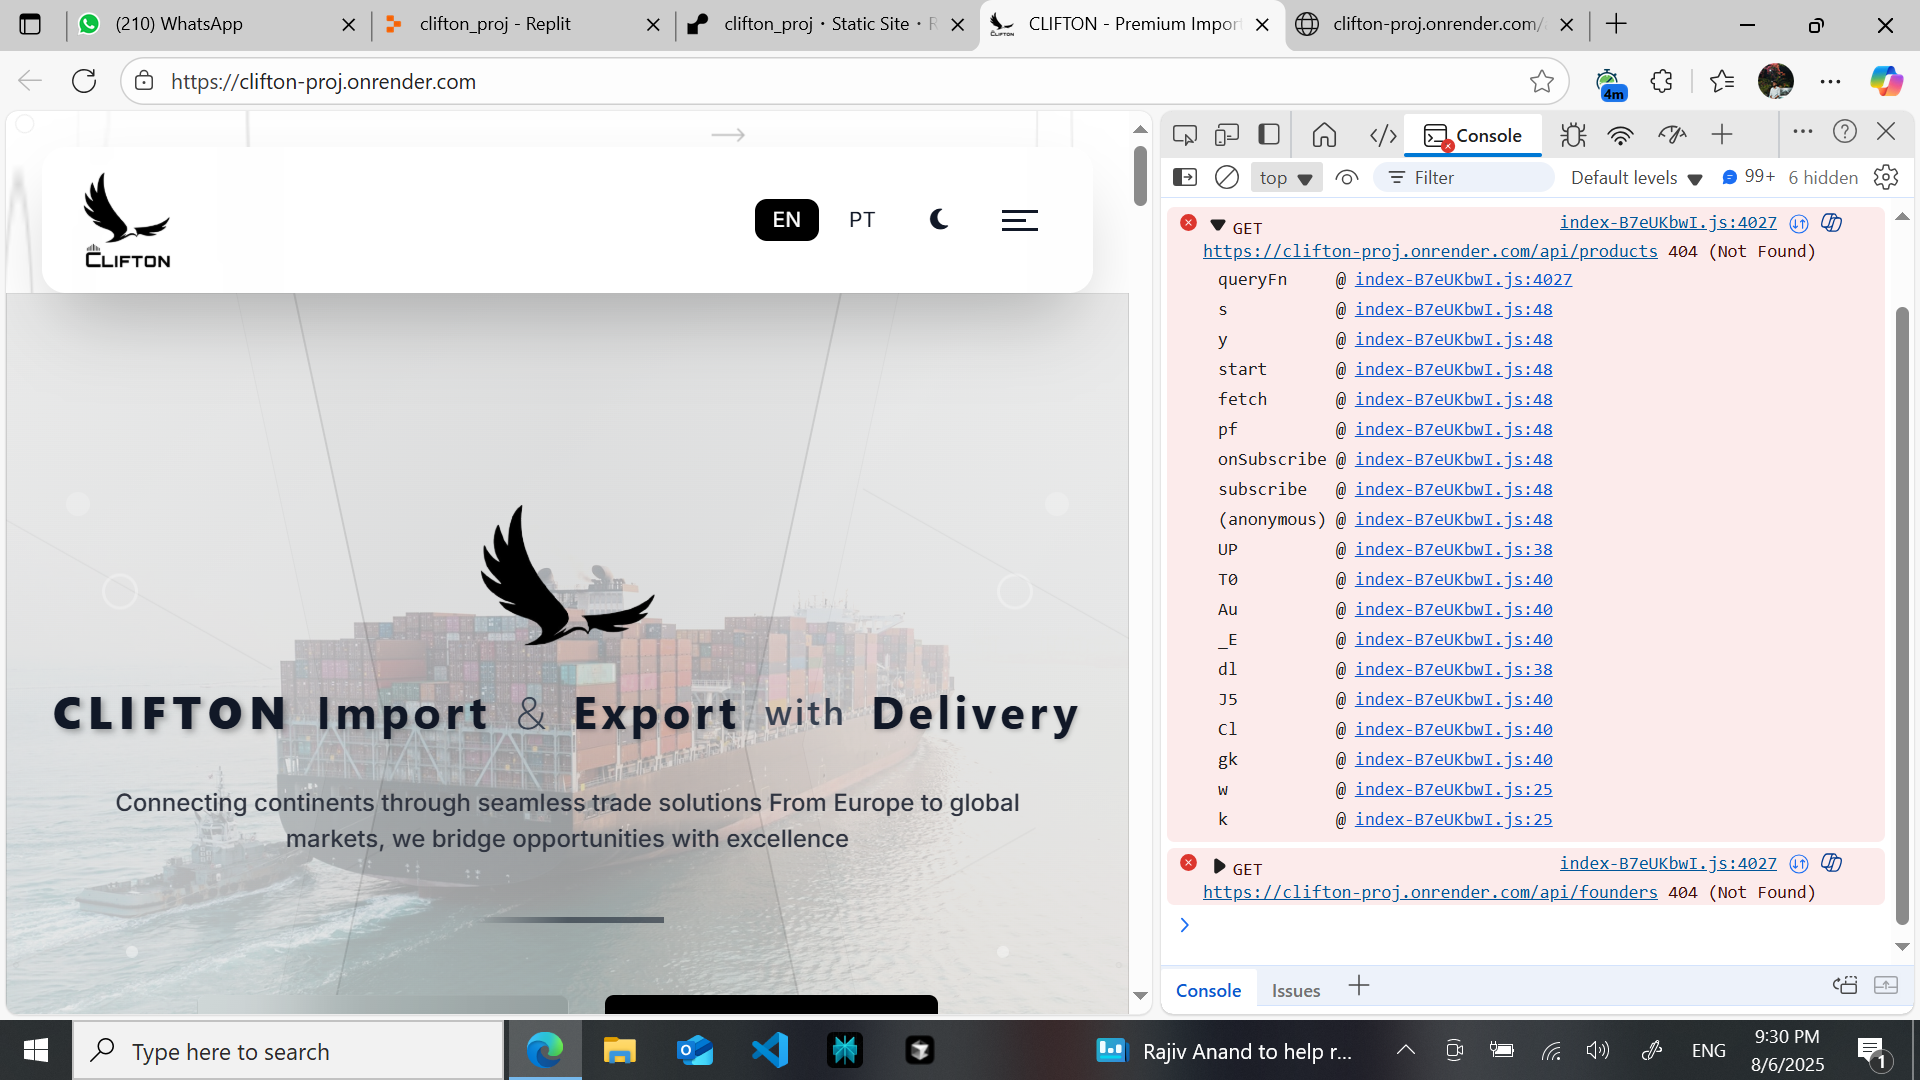 (210) WhatsApp
clifton_proj - Replit
clifton_proj · Static Site · R
CLIFTON - Premium Import
clifton-proj.onrender.com/a
https://clifton-proj.onrender.com
4m
CLIFTON
EN
PT
CLIFTON Import & Export with Delivery
Connecting continents through seamless trade solutions From Europe to global
markets, we bridge opportunities with excellence
Console
top
Filter
Default levels
99+
6 hidden
GET index-B7eUKbwI.js:4027
https://clifton-proj.onrender.com/api/products 404 (Not Found)
queryFn @ index-B7eUKbwI.js:4027
s @ index-B7eUKbwI.js:48
y @ index-B7eUKbwI.js:48
start @ index-B7eUKbwI.js:48
fetch @ index-B7eUKbwI.js:48
pf @ index-B7eUKbwI.js:48
onSubscribe @ index-B7eUKbwI.js:48
subscribe @ index-B7eUKbwI.js:48
(anonymous) @ index-B7eUKbwI.js:48
UP @ index-B7eUKbwI.js:38
T0 @ index-B7eUKbwI.js:40
Au @ index-B7eUKbwI.js:40
_E @ index-B7eUKbwI.js:40
dl @ index-B7eUKbwI.js:38
J5 @ index-B7eUKbwI.js:40
Cl @ index-B7eUKbwI.js:40
gk @ index-B7eUKbwI.js:40
w @ index-B7eUKbwI.js:25
k @ index-B7eUKbwI.js:25
GET index-B7eUKbwI.js:4027
https://clifton-proj.onrender.com/api/founders 404 (Not Found)
Console
Issues
Type here to search
Rajiv Anand to help r...
ENG
9:30 PM
8/6/2025
1